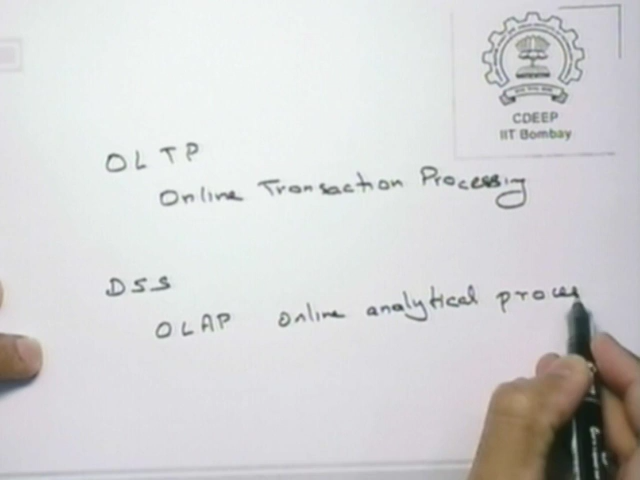 CDEEP
IIT Bombay
OLTP
Online Transaction Processing
DSS
OLAP Online analytical proces